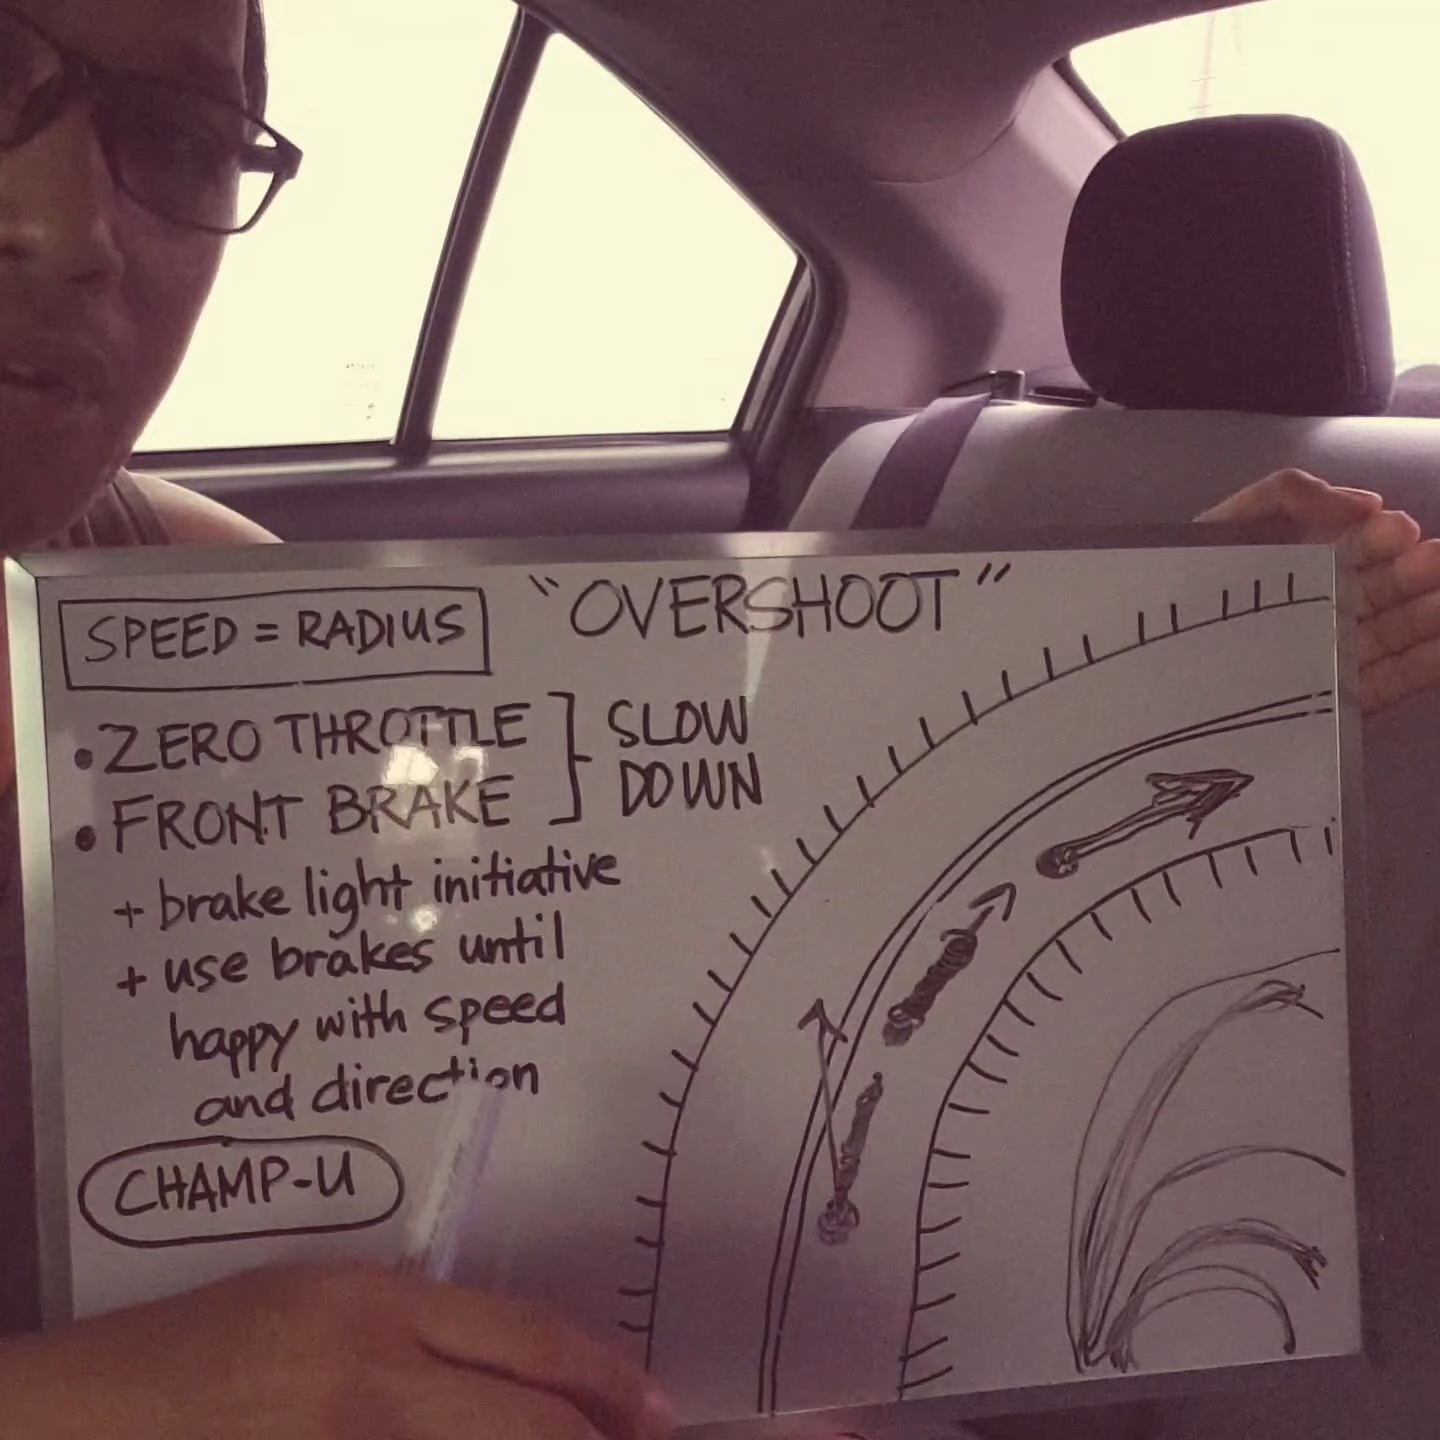 SPEED = RADIUS
"OVERSHOOT"
• ZERO THROTTLE
• FRONT BRAKE
SLOW
DOWN
+ brake light initiative
+ use brakes until
happy with speed
and direction
CHAMP-U